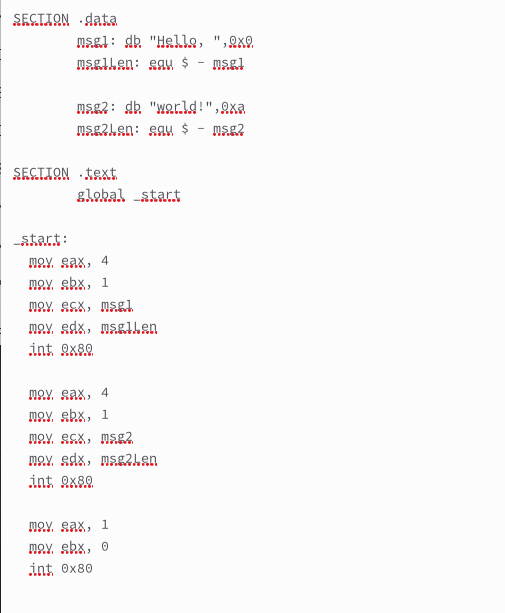 SECTION .data
msg1: db "Hello, ",0x0
msg1Len: equ $ - msg1
msg2: db "world!",0xa
msg2Len: equ $ - msg2
SECTION .text
global _start
_start:
mov eax, 4
mov ebx, 1
mov ecx, msg1
mov edx, msg1Len
int 0x80
mov eax, 4
mov ebx, 1
mov ecx, msg2
mov edx, msg2Len
int 0x80
mov eax, 1
mov ebx, 0
int 0x80